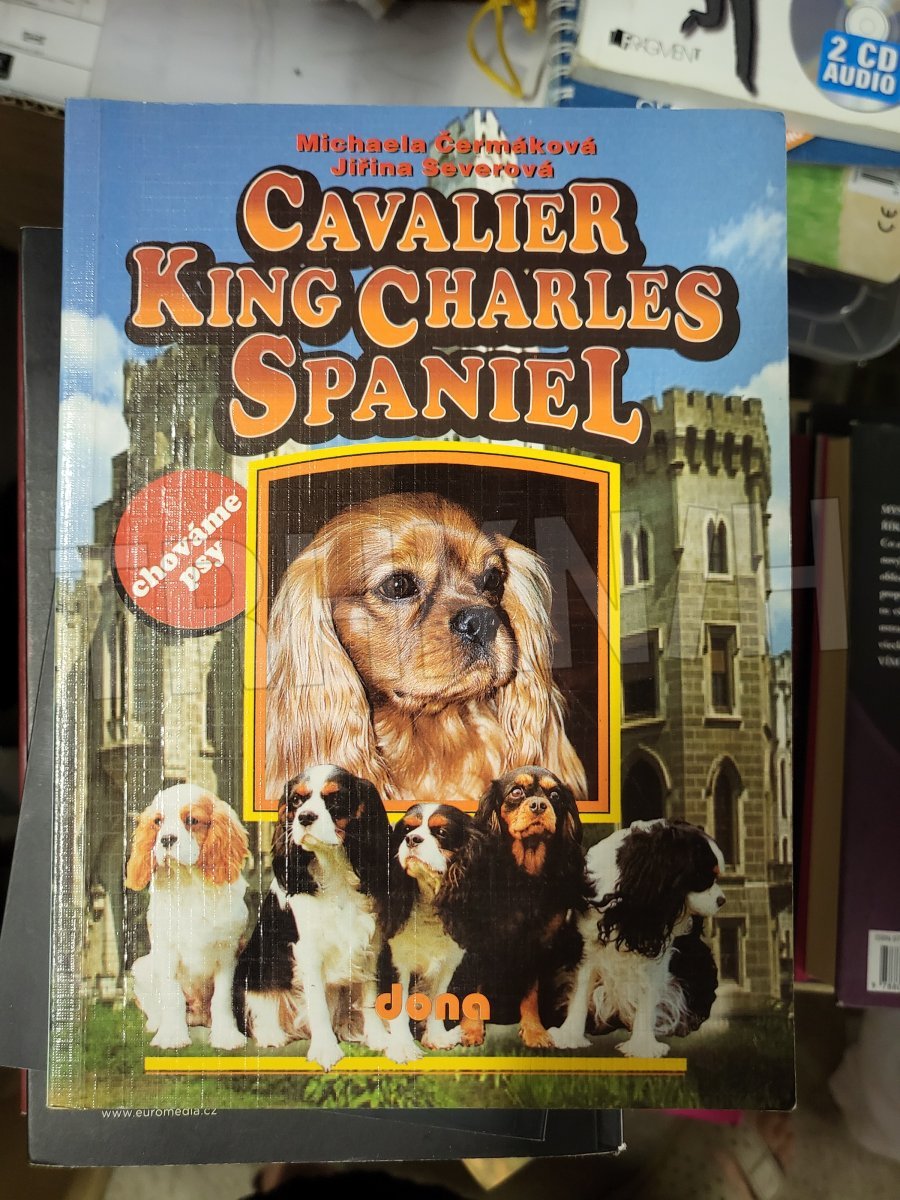 FRAGMENT
2 CD
AUDIO
Michaela Čermáková
Jiřina Severová
CAVALIER
KING CHARLES
SPANIEL
chováme
psy
dona
www.euromedia.cz